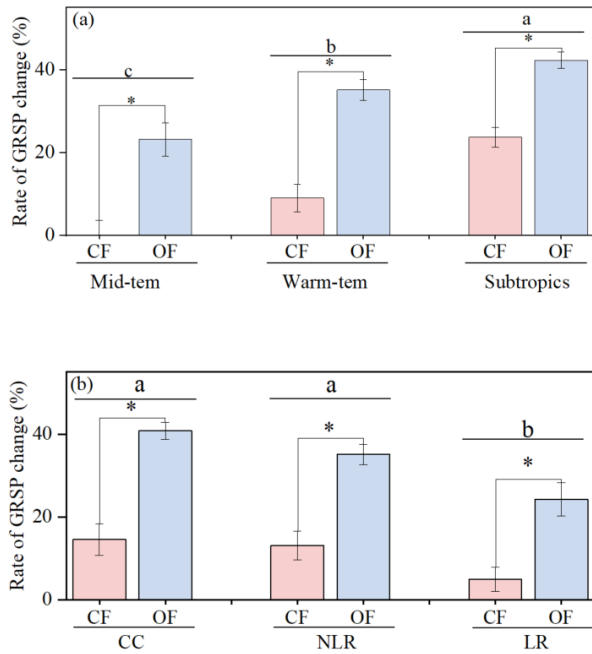 (a)
a
b
c
*
*
*
Rate of GRSP change (%)
40
20
0
CF OF CF OF CF OF
Mid-tem Warm-tem Subtropics
(b)
a a
b
*
*
*
Rate of GRSP change (%)
40
20
0
CF OF CF OF CF OF
CC NLR LR